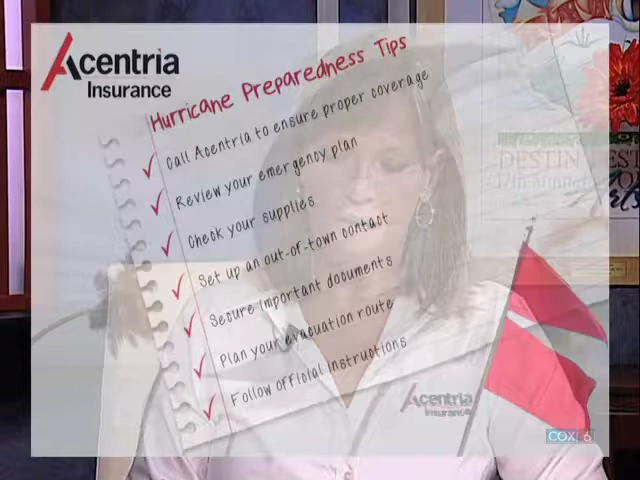 Acentria
Insurance
Hurricane Preparedness Tips
Call Acentria to ensure proper coverage
Review your emergency plan
Check your supplies
Set up an out-of-town contact
Secure important documents
Plan your evacuation route
Follow official instructions
DESTIN
Acentria
Insurance
COX 6